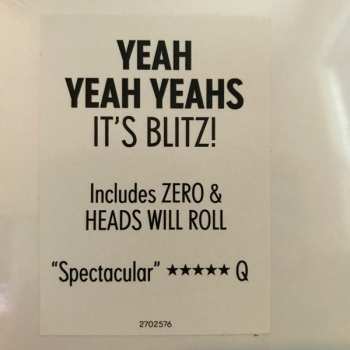 YEAH
YEAH YEAHS
IT'S BLITZ!
Includes ZERO &
HEADS WILL ROLL
“Spectacular” ★★★★★ Q
2702576